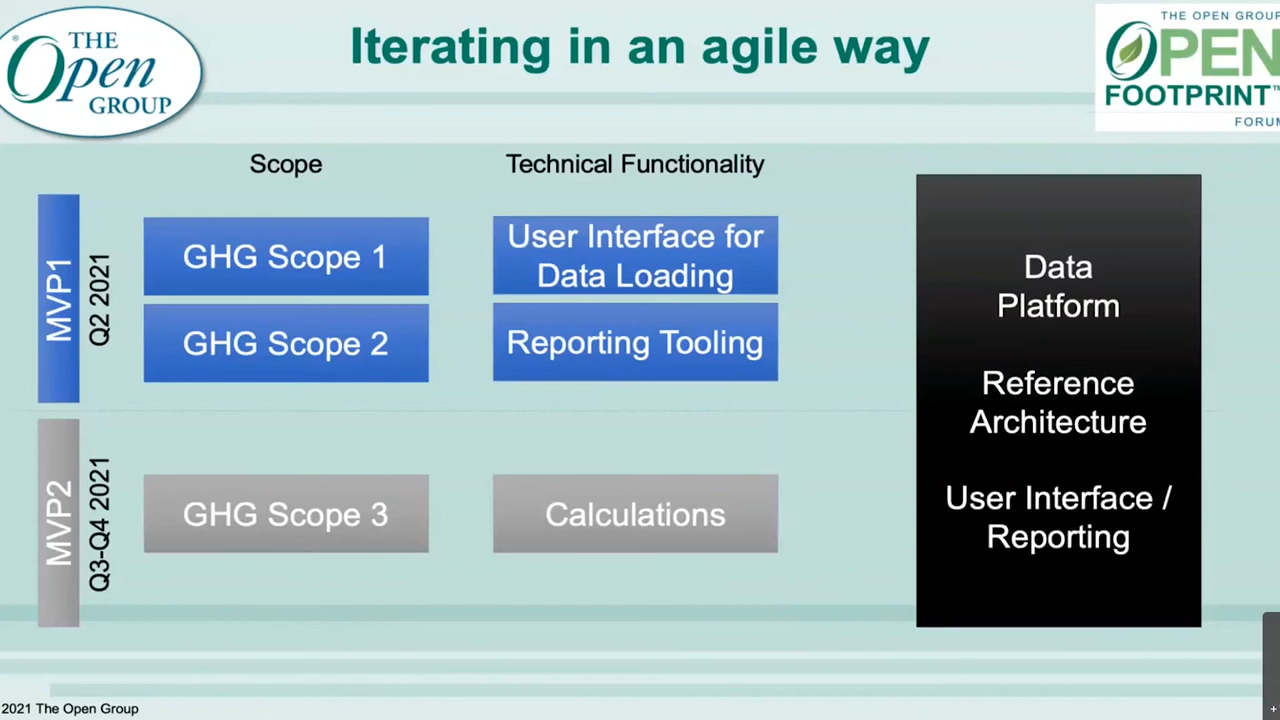 THE
Open
GROUP
®
Iterating in an agile way
THE OPEN GROUP
OPEN
FOOTPRINT™
FORUM
Scope
Technical Functionality
MVP1
Q2 2021
GHG Scope 1
User Interface for
Data Loading
GHG Scope 2
Reporting Tooling
MVP2
Q3-Q4 2021
GHG Scope 3
Calculations
Data
Platform
Reference
Architecture
User Interface /
Reporting
2021 The Open Group
+